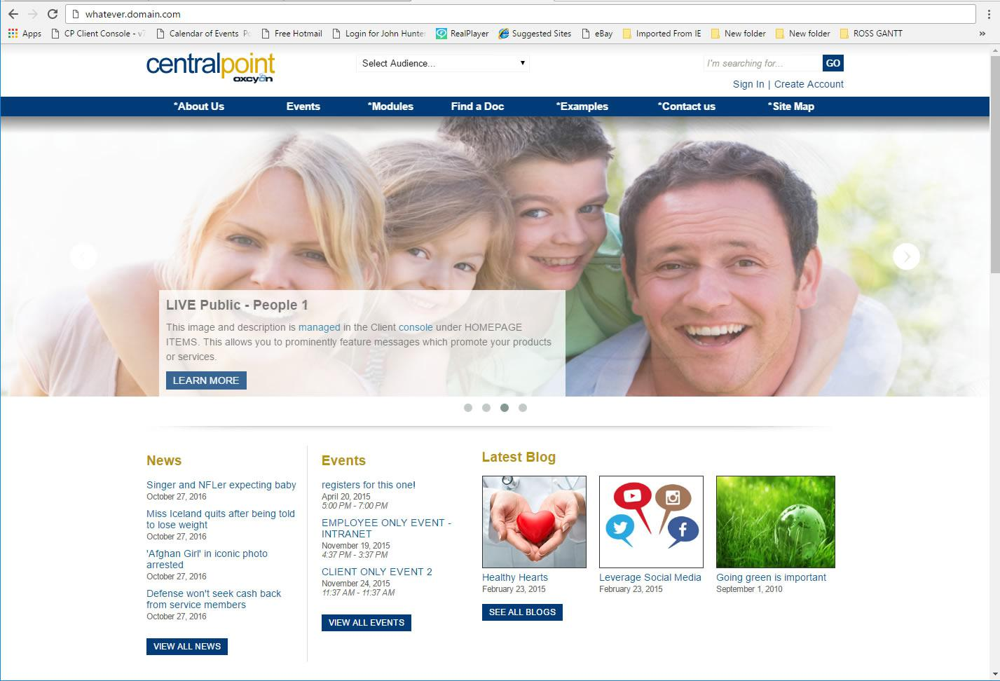 whatever.domain.com
Apps
CP Client Console - v7
Calendar of Events
Free Hotmail
Login for John Hunte
RealPlayer
Suggested Sites
eBay
Imported From IE
New folder
New folder
ROSS GANTT
»
centralpoint
oxcyon
Select Audience...
I'm searching for...
GO
Sign In | Create Account
*About Us
Events
*Modules
Find a Doc
*Examples
*Contact us
*Site Map
LIVE Public - People 1
This image and description is managed in the Client console under HOMEPAGE
ITEMS. This allows you to prominently feature messages which promote your products
or services.
LEARN MORE
News
Singer and NFLer expecting baby
October 27, 2016
Miss Iceland quits after being told
to lose weight
October 27, 2016
'Afghan Girl' in iconic photo
arrested
October 27, 2016
Defense won't seek cash back
from service members
October 27, 2016
VIEW ALL NEWS
Events
registers for this one!
April 20, 2015
5:00 PM - 7:00 PM
EMPLOYEE ONLY EVENT -
INTRANET
November 19, 2015
4:37 PM - 3:37 PM
CLIENT ONLY EVENT 2
November 24, 2015
11:37 AM - 11:37 AM
VIEW ALL EVENTS
Latest Blog
Healthy Hearts
February 23, 2015
Leverage Social Media
February 23, 2015
Going green is important
September 1, 2010
SEE ALL BLOGS